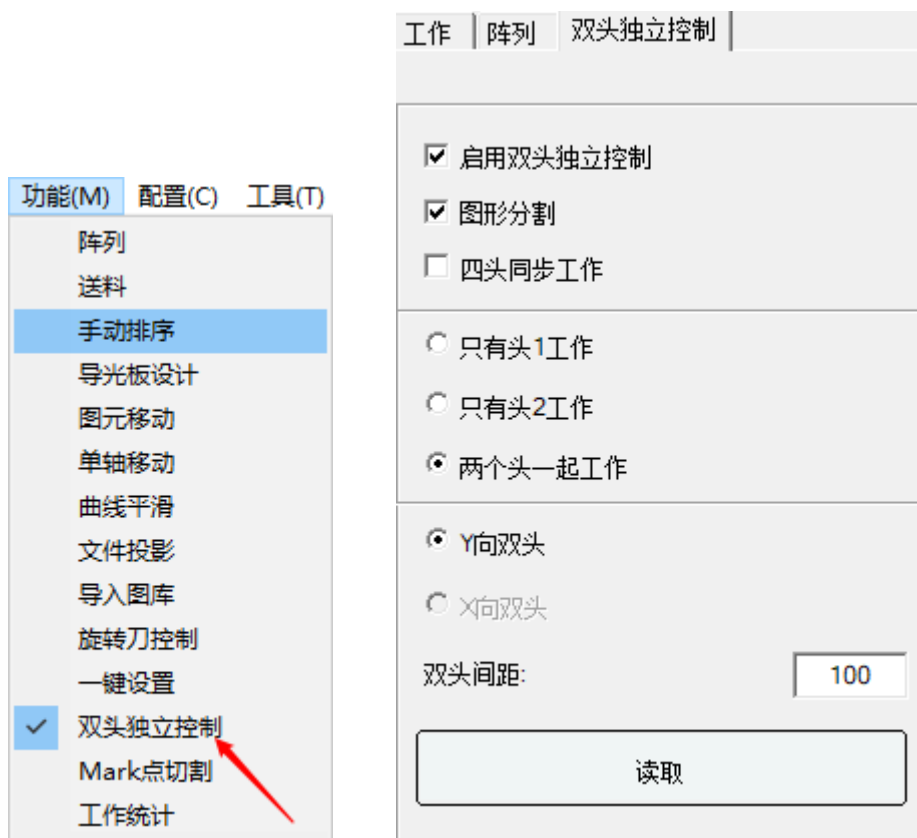 功能(M) 配置(C) 工具(T)
阵列
送料
手动排序
导光板设计
图元移动
单轴移动
曲线平滑
文件投影
导入图库
旋转刀控制
一键设置
双头独立控制
Mark点切割
工作统计
工作 阵列 双头独立控制
启用双头独立控制
图形分割
四头同步工作
只有头1工作
只有头2工作
两个头一起工作
Y向双头
X向双头
双头间距: 100
读取